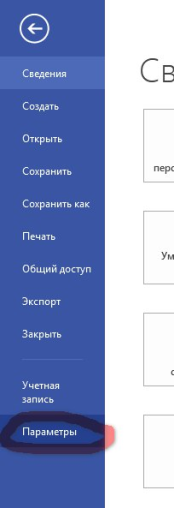 Сведения
Св
Создать
Открыть
Сохранить
перс
Сохранить как
Печать
Ум
Общий доступ
Экспорт
Закрыть
с
Учетная
запись
Параметры